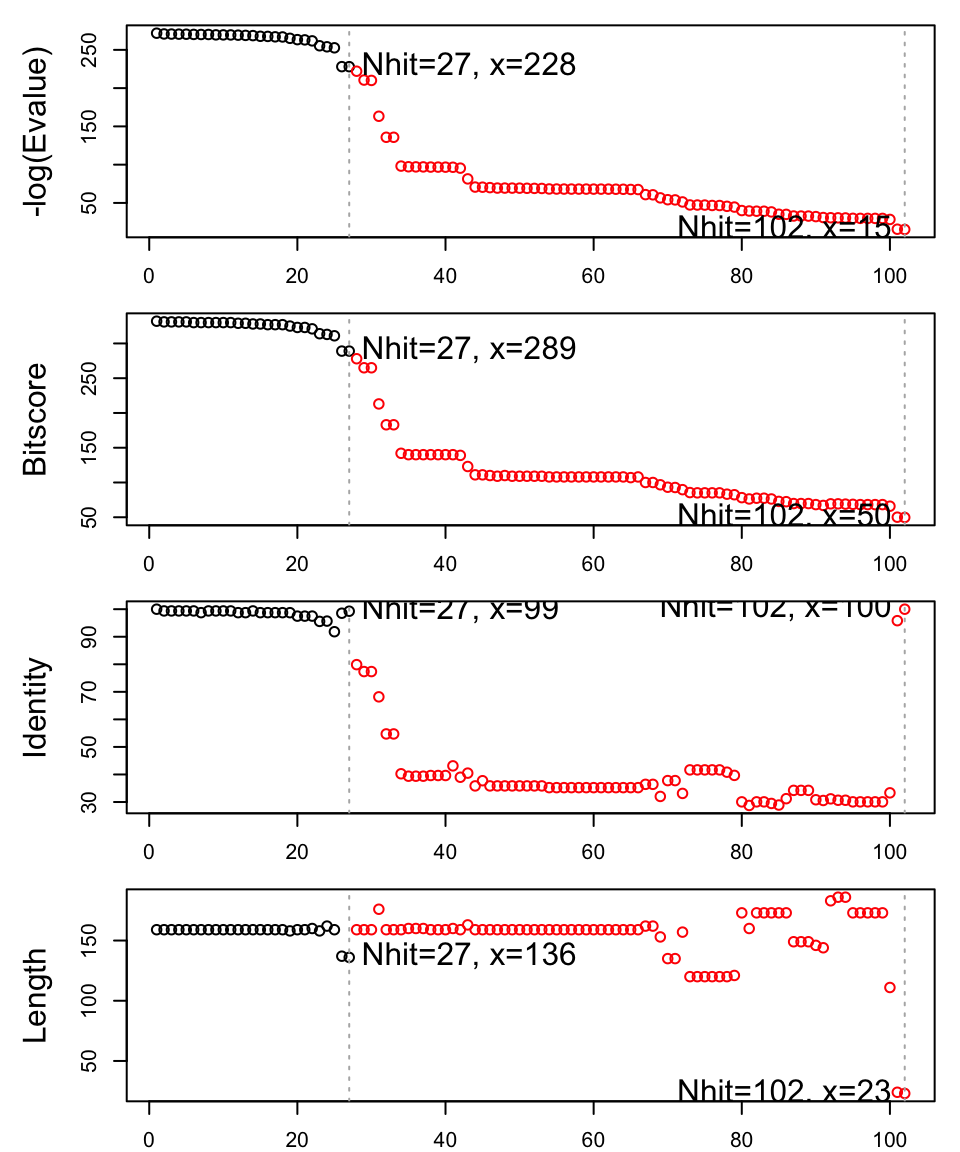 -log(Evalue)
250
150
50
Nhit=27, x=228
Nhit=102, x=15
0 20 40 60 80 100
Bitscore
250
150
50
Nhit=27, x=289
Nhit=102, x=50
0 20 40 60 80 100
Identity
90
70
50
30
Nhit=27, x=99
Nhit=102, x=100
0 20 40 60 80 100
Length
150
100
50
Nhit=27, x=136
Nhit=102, x=23
0 20 40 60 80 100